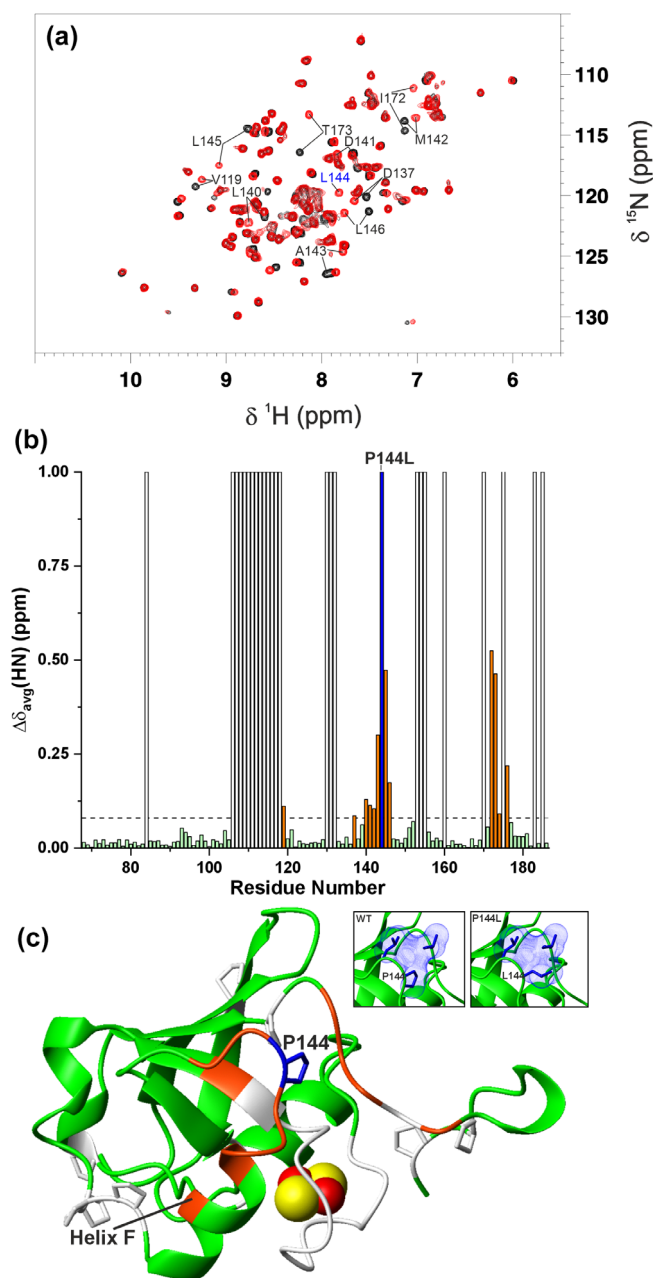 (a)
110
115
120
125
130
δ ¹⁵N (ppm)
I172
L145
T173
D141
M142
V119
L144
D137
L140
L146
A143
10
9
8
7
6
δ ¹H (ppm)
(b)
P144L
1.00
0.75
0.50
0.25
0.00
Δδavg(HN) (ppm)
80
100
120
140
160
180
Residue Number
(c)
WT
P144
P144L
L144
P144
Helix F